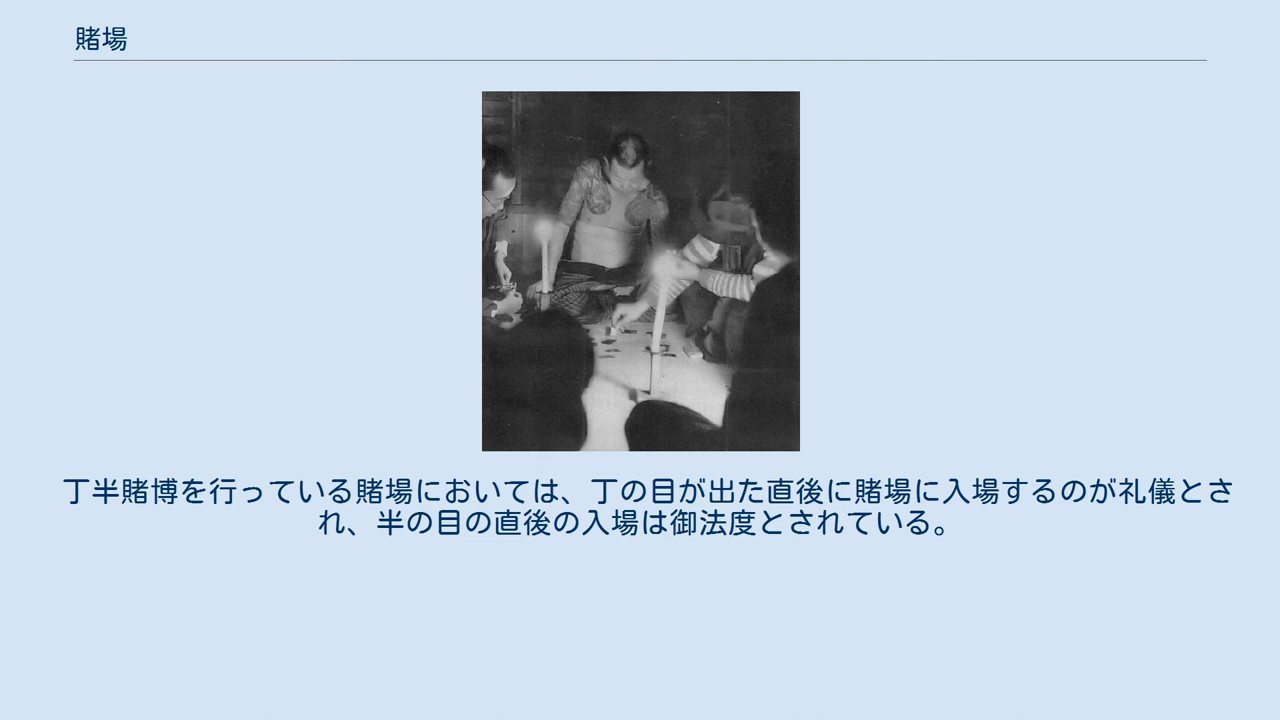 賭場
丁半賭博を行っている賭場においては、丁の目が出た直後に賭場に入場するのが礼儀とさ
れ、半の目の直後の入場は御法度とされている。